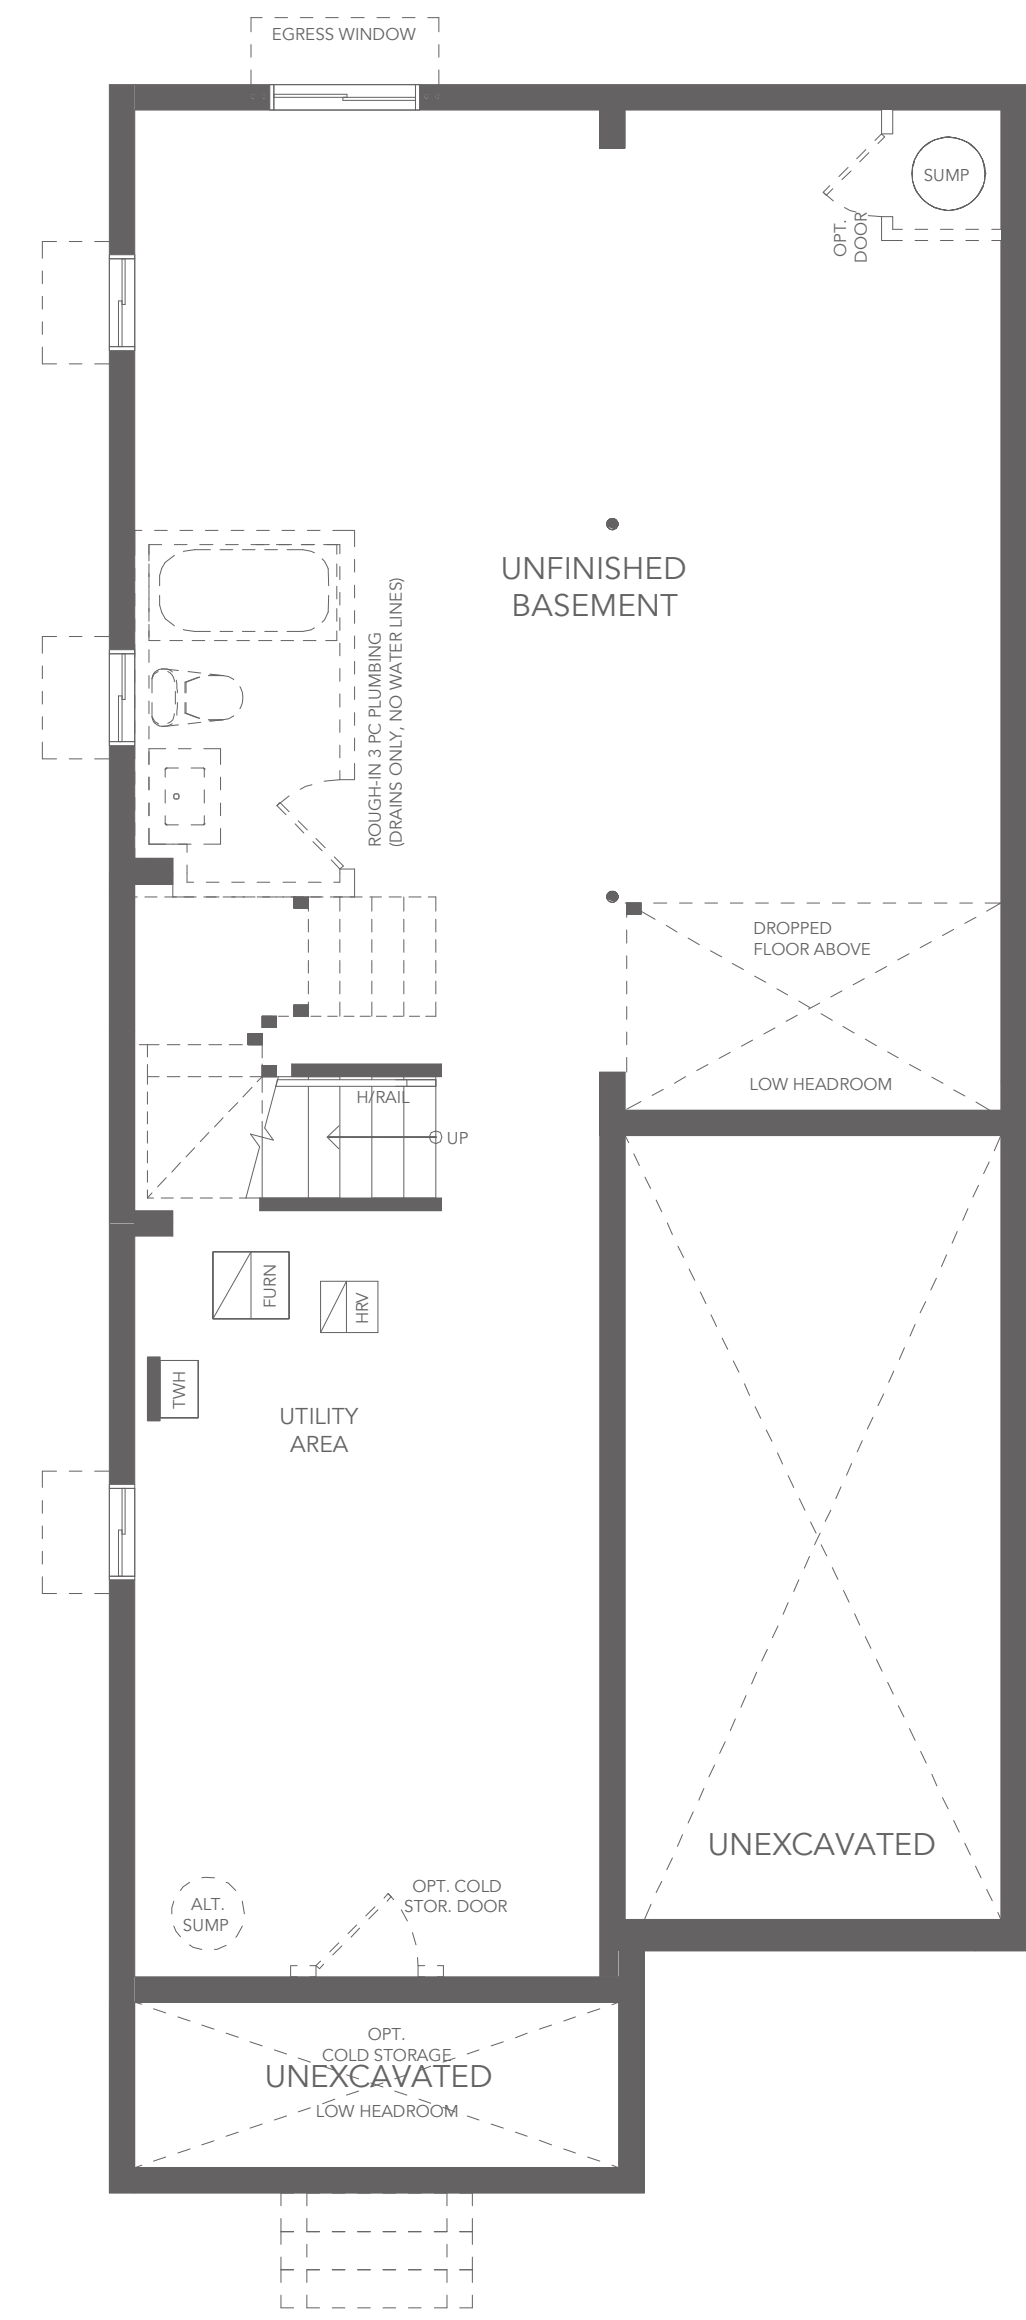 EGRESS WINDOW
SUMP
OPT.
DOOR
UNFINISHED
BASEMENT
ROUGH-IN 3 PC PLUMBING
(DRAINS ONLY, NO WATER LINES)
DROPPED
FLOOR ABOVE
LOW HEADROOM
H/RAIL
UP
FURN
HRV
TWH
UTILITY
AREA
UNEXCAVATED
OPT. COLD
STOR. DOOR
ALT.
SUMP
OPT.
COLD STORAGE
UNEXCAVATED
LOW HEADROOM